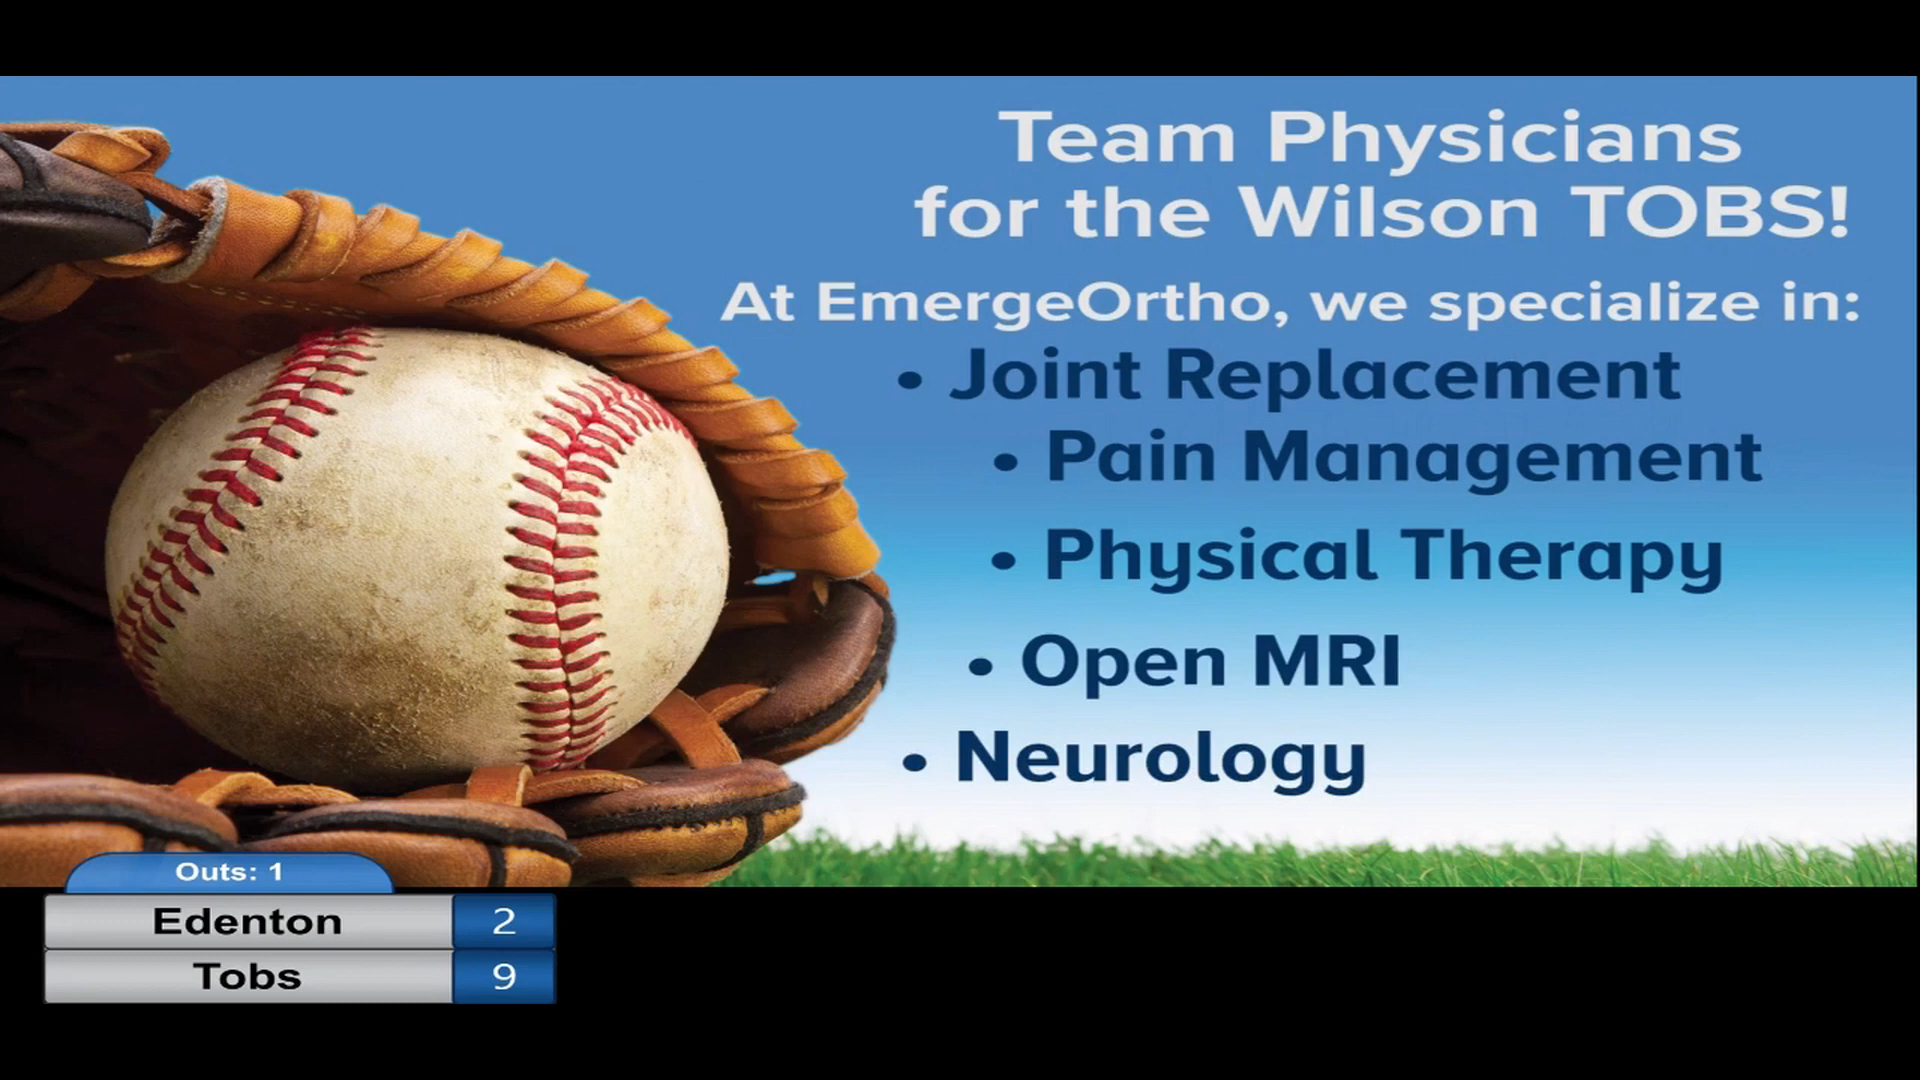 Team Physicians
for the Wilson TOBS!
At EmergeOrtho, we specialize in:
• Joint Replacement
• Pain Management
• Physical Therapy
• Open MRI
• Neurology
Outs: 1
Edenton 2
Tobs 9